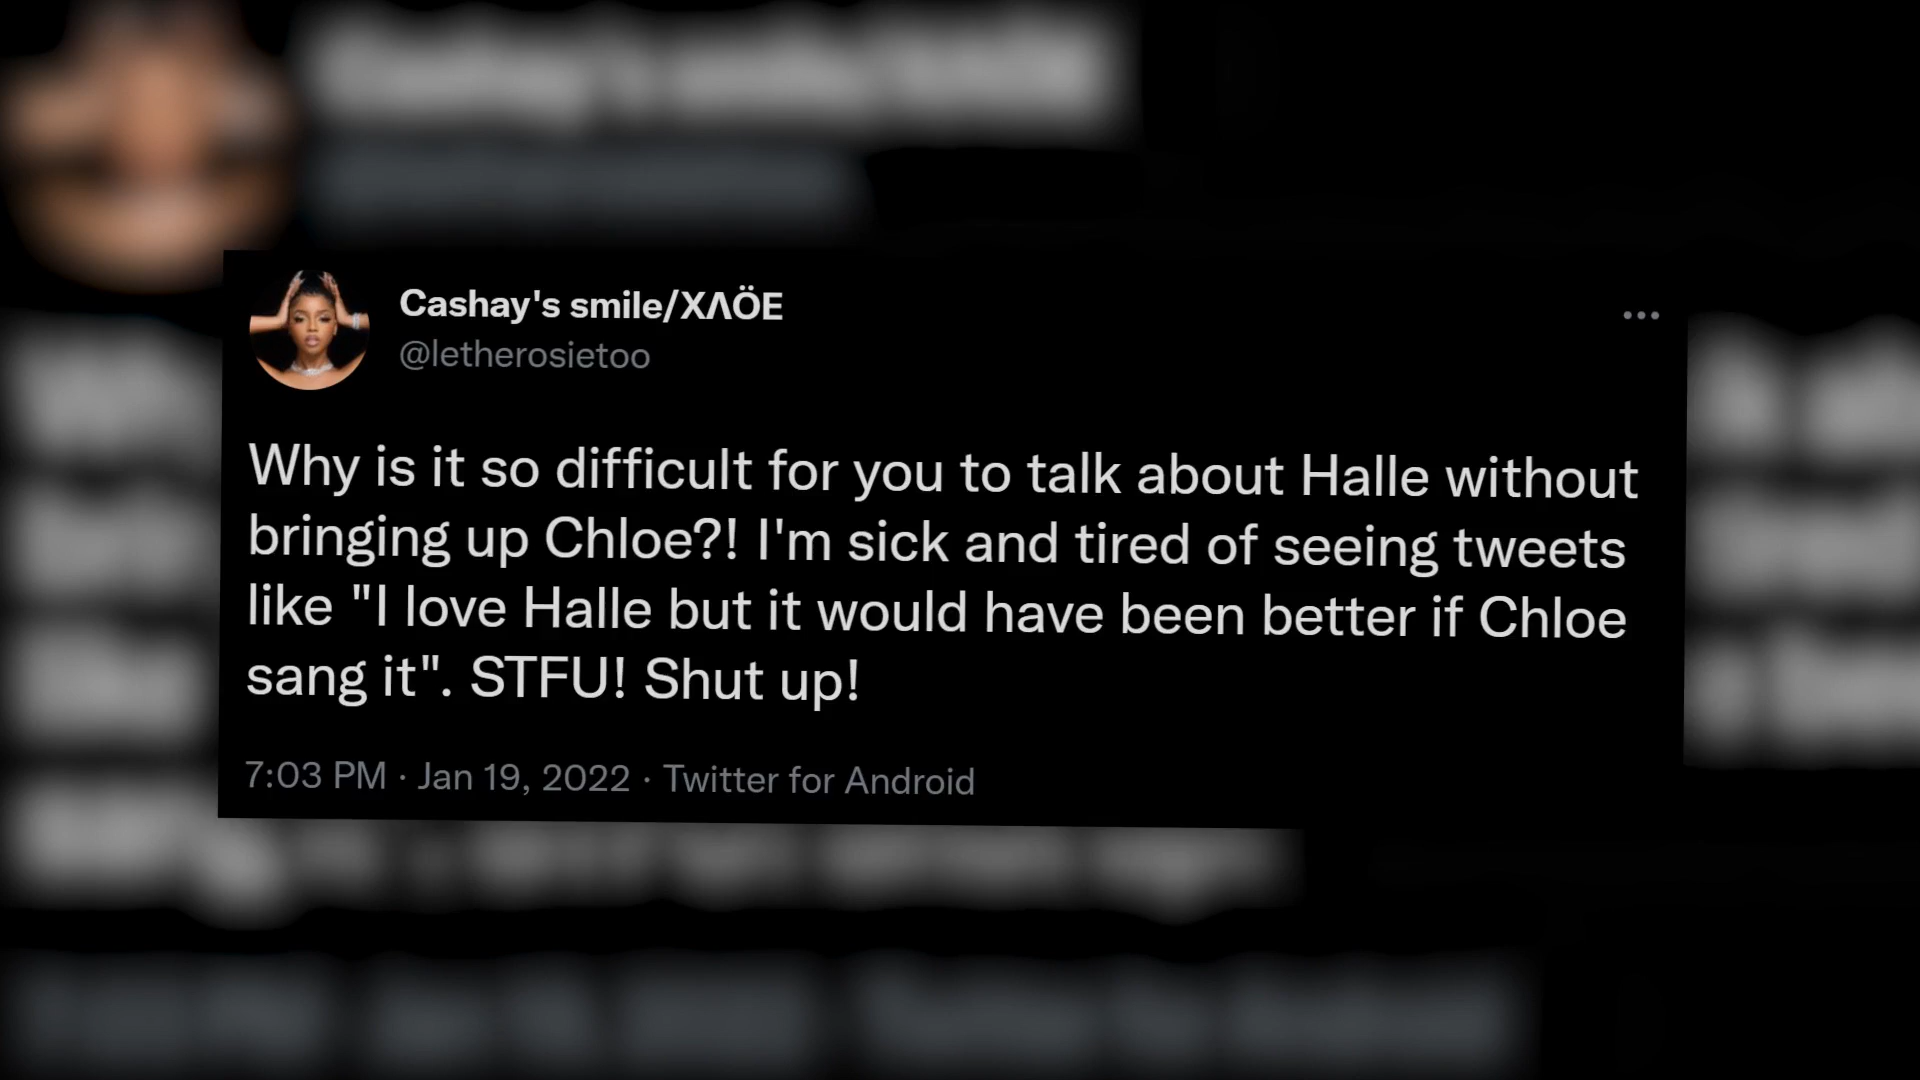 Cashay's smile/XΛÖE
@letherosietoo
Why is it so difficult for you to talk about Halle without
bringing up Chloe?! I'm sick and tired of seeing tweets
like "I love Halle but it would have been better if Chloe
sang it". STFU! Shut up!
7:03 PM · Jan 19, 2022 · Twitter for Android